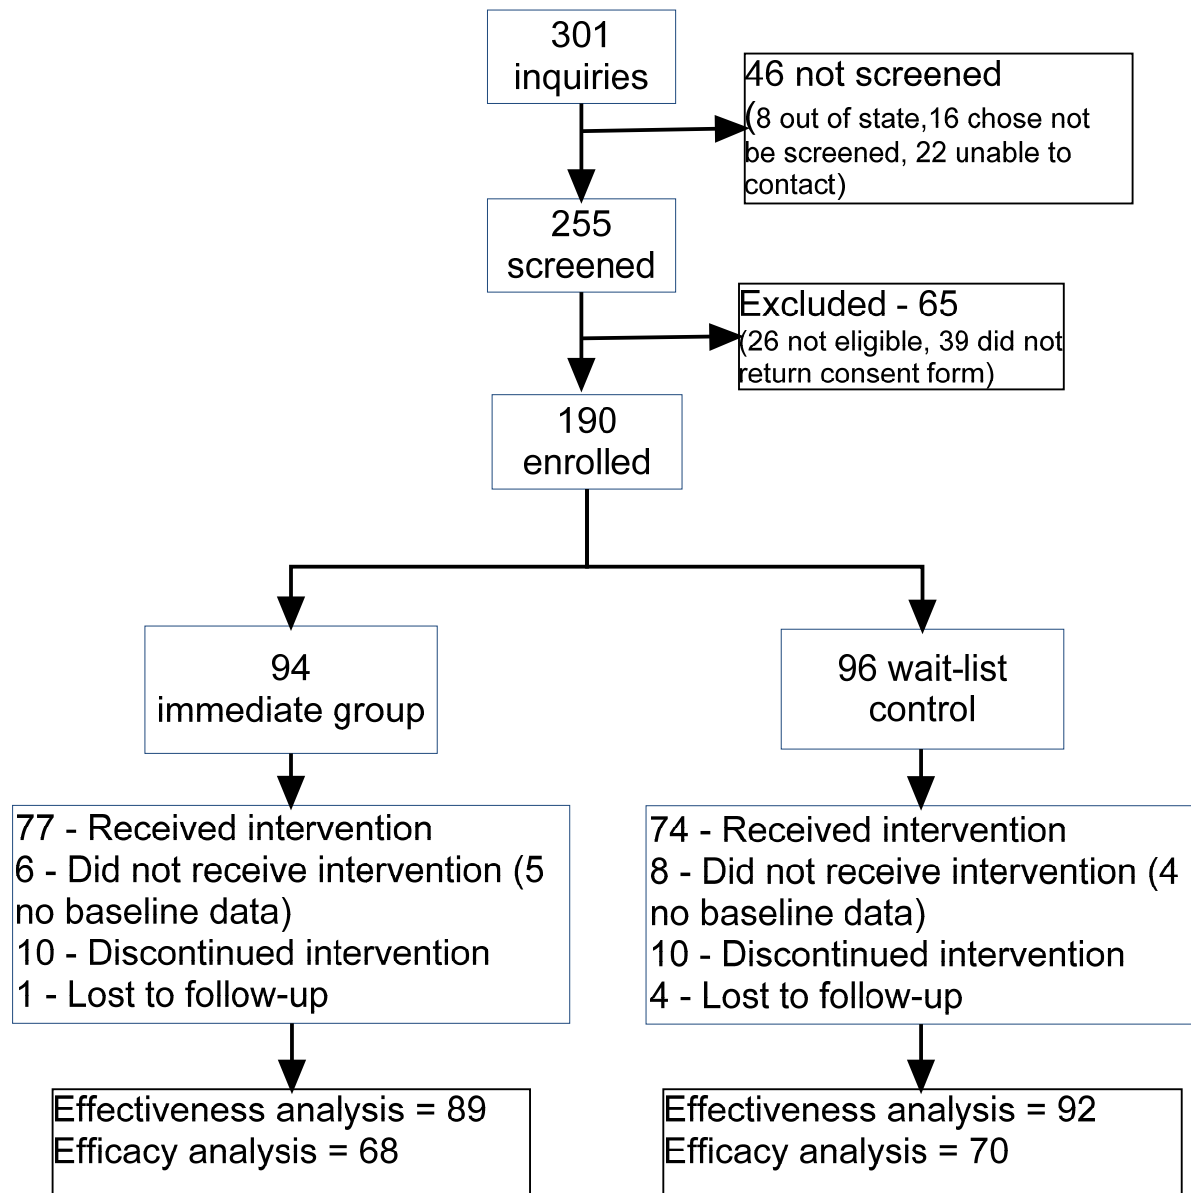 301
inquiries
46 not screened
(8 out of state,16 chose not
be screened, 22 unable to
contact)
255
screened
Excluded - 65
(26 not eligible, 39 did not
return consent form)
190
enrolled
94
immediate group
96 wait-list
control
77 - Received intervention
6 - Did not receive intervention (5
no baseline data)
10 - Discontinued intervention
1 - Lost to follow-up
74 - Received intervention
8 - Did not receive intervention (4
no baseline data)
10 - Discontinued intervention
4 - Lost to follow-up
Effectiveness analysis = 89
Efficacy analysis = 68
Effectiveness analysis = 92
Efficacy analysis = 70